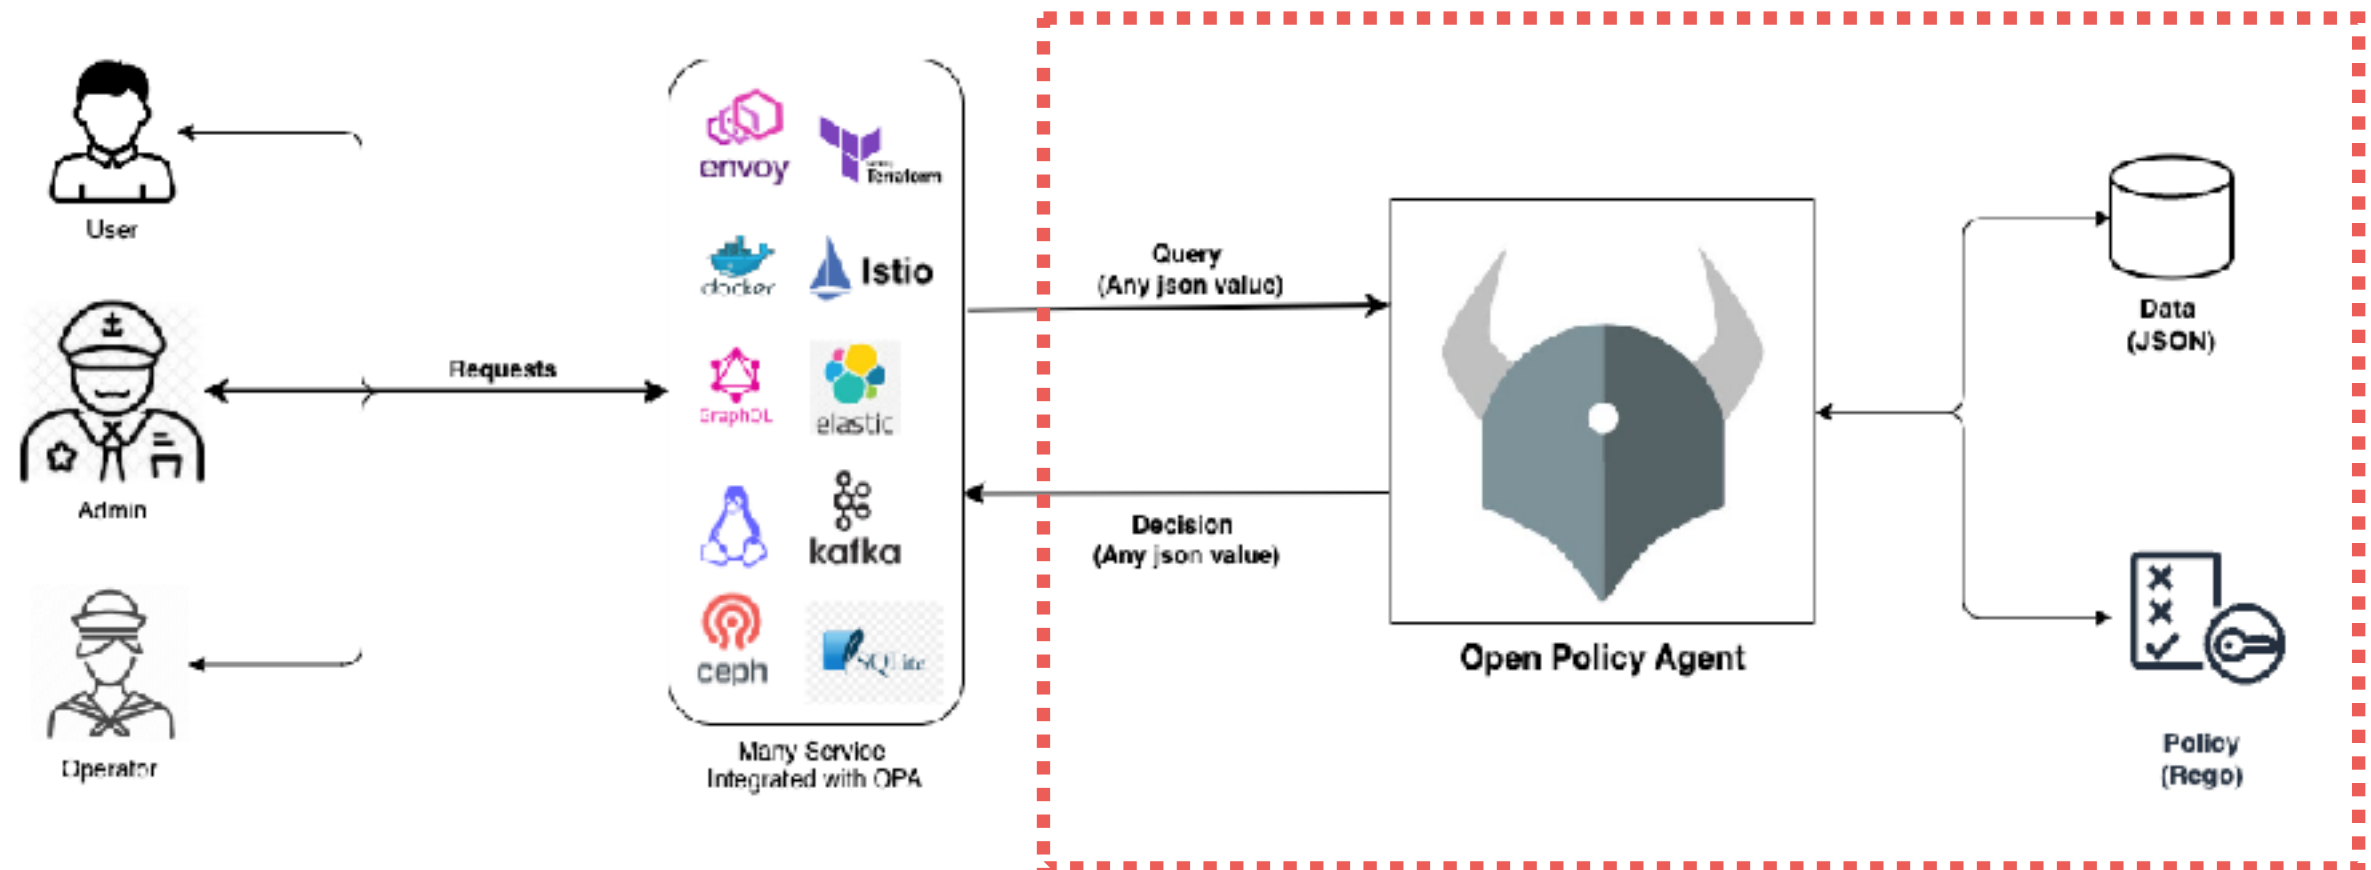 User
Admin
Operator
Requests
envoy
Terraform
docker
Istio
GraphQL
elastic
kafka
ceph
SQLite
Many Service
Integrated with OPA
Query
(Any json value)
Decision
(Any json value)
Open Policy Agent
Data
(JSON)
Policy
(Rego)